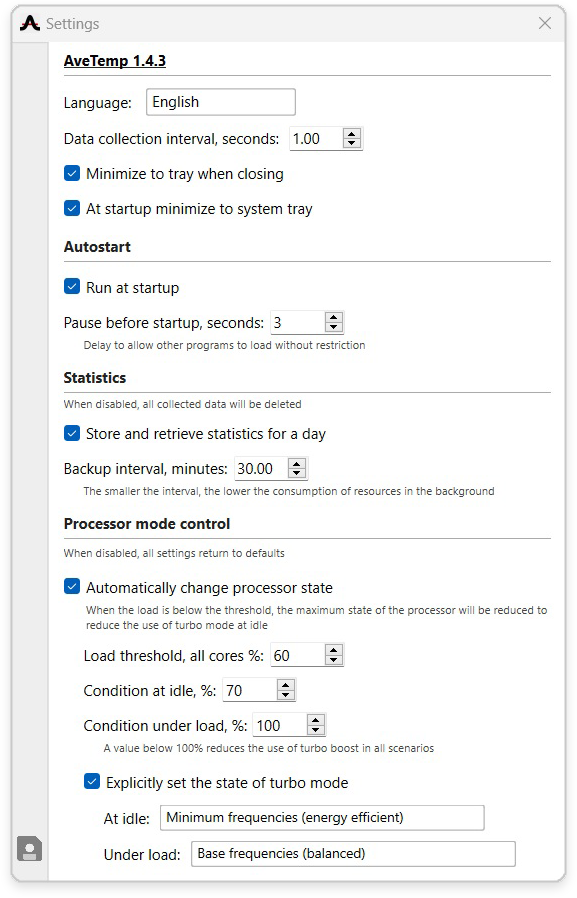 Settings
AveTemp 1.4.3
Language: English
Data collection interval, seconds: 1.00
Minimize to tray when closing
At startup minimize to system tray
Autostart
Run at startup
Pause before startup, seconds: 3
Delay to allow other programs to load without restriction
Statistics
When disabled, all collected data will be deleted
Store and retrieve statistics for a day
Backup interval, minutes: 30.00
The smaller the interval, the lower the consumption of resources in the background
Processor mode control
When disabled, all settings return to defaults
Automatically change processor state
When the load is below the threshold, the maximum state of the processor will be reduced to
reduce the use of turbo mode at idle
Load threshold, all cores %: 60
Condition at idle, %: 70
Condition under load, %: 100
A value below 100% reduces the use of turbo boost in all scenarios
Explicitly set the state of turbo mode
At idle: Minimum frequencies (energy efficient)
Under load: Base frequencies (balanced)